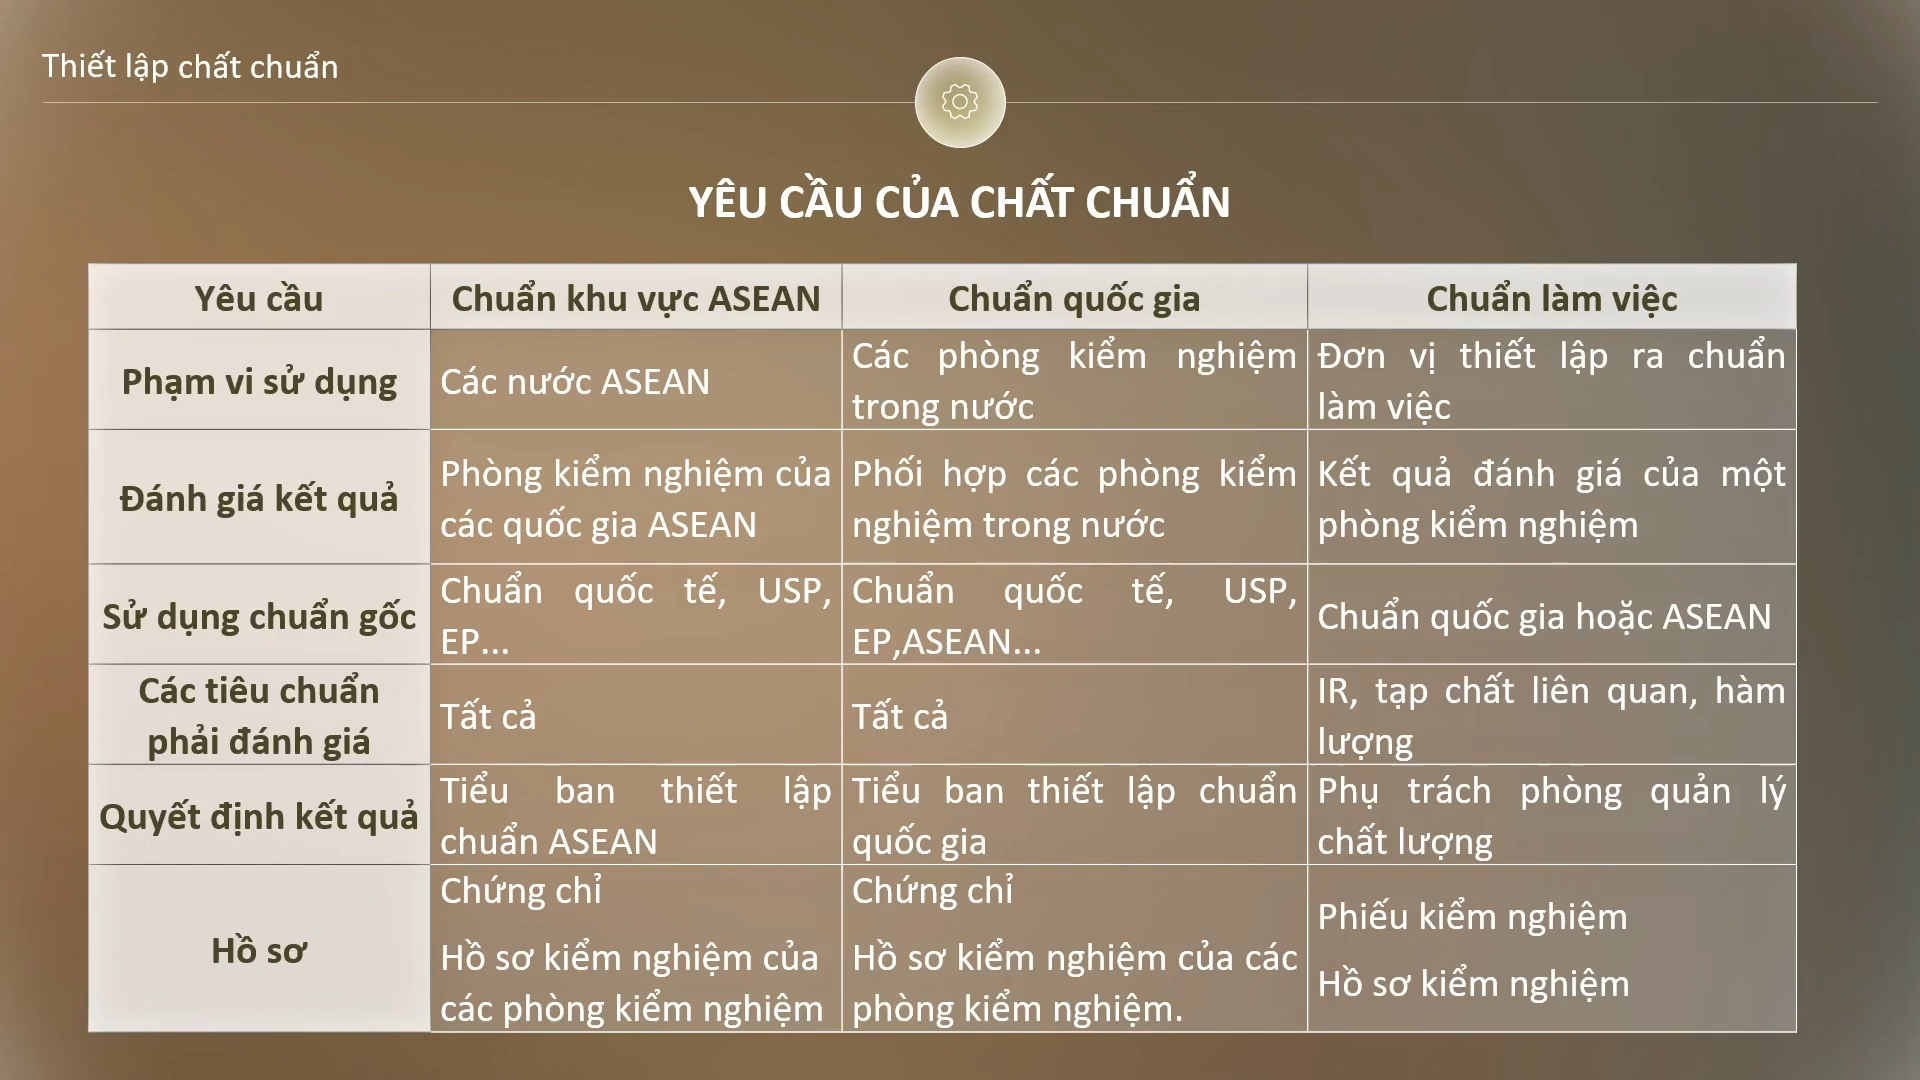 Thiết lập chất chuẩn
YÊU CẦU CỦA CHẤT CHUẨN
Yêu cầu
Chuẩn khu vực ASEAN
Chuẩn quốc gia
Chuẩn làm việc
Phạm vi sử dụng
Các nước ASEAN
Các phòng kiểm nghiệm
trong nước
Đơn vị thiết lập ra chuẩn
làm việc
Đánh giá kết quả
Phòng kiểm nghiệm của
các quốc gia ASEAN
Phối hợp các phòng kiểm
nghiệm trong nước
Kết quả đánh giá của một
phòng kiểm nghiệm
Sử dụng chuẩn gốc
Chuẩn quốc tế, USP,
EP...
Chuẩn quốc tế, USP,
EP,ASEAN...
Chuẩn quốc gia hoặc ASEAN
Các tiêu chuẩn
phải đánh giá
Tất cả
Tất cả
IR, tạp chất liên quan, hàm
lượng
Quyết định kết quả
Tiểu ban thiết lập
chuẩn ASEAN
Tiểu ban thiết lập chuẩn
quốc gia
Phụ trách phòng quản lý
chất lượng
Hồ sơ
Chứng chỉ
Hồ sơ kiểm nghiệm của
các phòng kiểm nghiệm
Chứng chỉ
Hồ sơ kiểm nghiệm của các
phòng kiểm nghiệm.
Phiếu kiểm nghiệm
Hồ sơ kiểm nghiệm